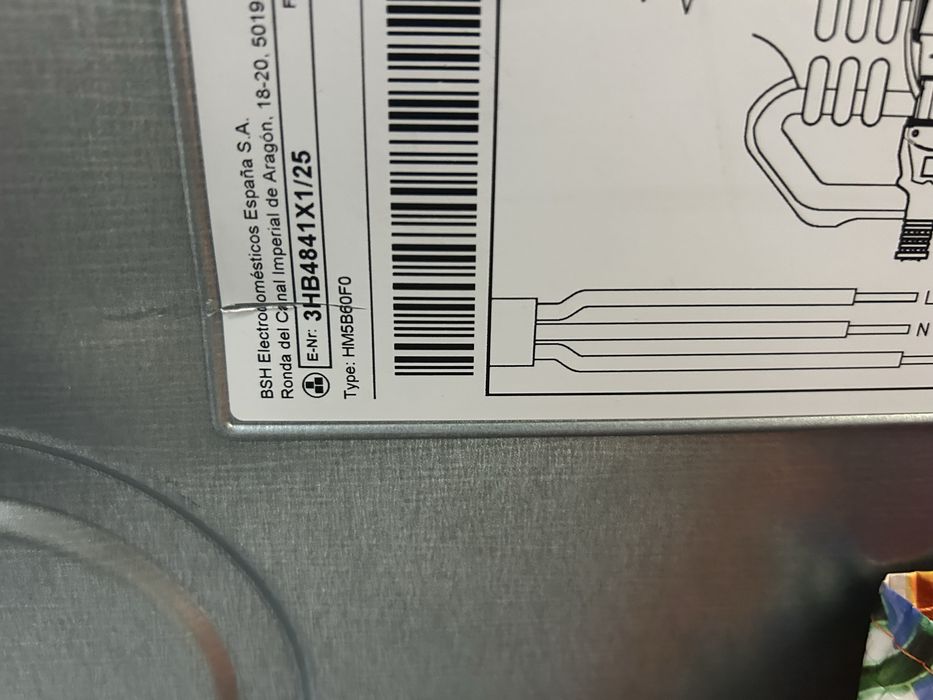 BSH Electrodomésticos España S.A.
Ronda del Canal Imperial de Aragón, 18-20, 5019
E-Nr: 3HB4841X1/25
Type: HM5B60F0
L
N